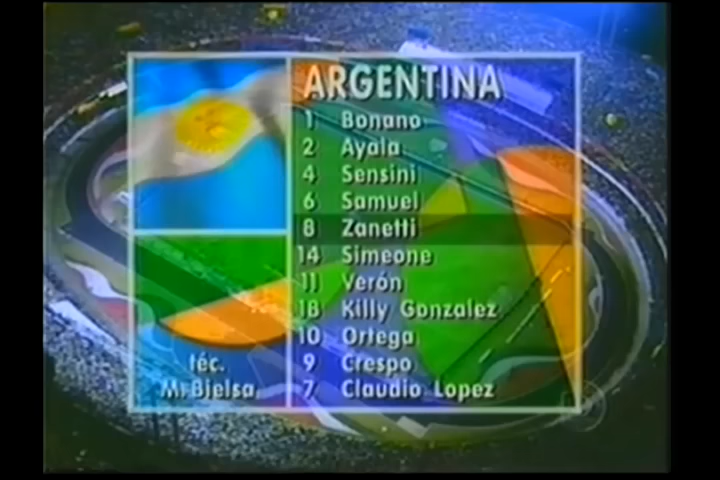 ARGENTINA
1 Bonano
2 Ayala
4 Sensini
6 Samuel
8 Zanetti
14 Simeone
11 Verón
18 Killy Gonzalez
10 Ortega
9 Crespo
7 Claudio Lopez
téc.
M. Bielsa